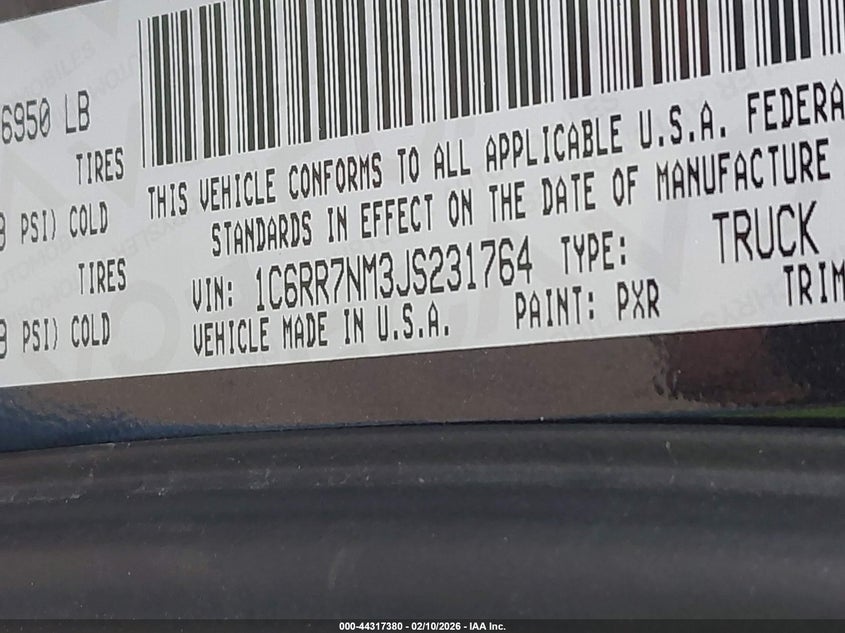 6950 LB
TIRES
PSI) COLD
TIRES
PSI) COLD
THIS VEHICLE CONFORMS TO ALL APPLICABLE U.S.A. FEDERA
STANDARDS IN EFFECT ON THE DATE OF MANUFACTURE
VIN: 1C6RR7NM3JS231764 TYPE: TRUCK
VEHICLE MADE IN U.S.A. PAINT: PXR TRIM
000-44317380 - 02/10/2026 - IAA Inc.